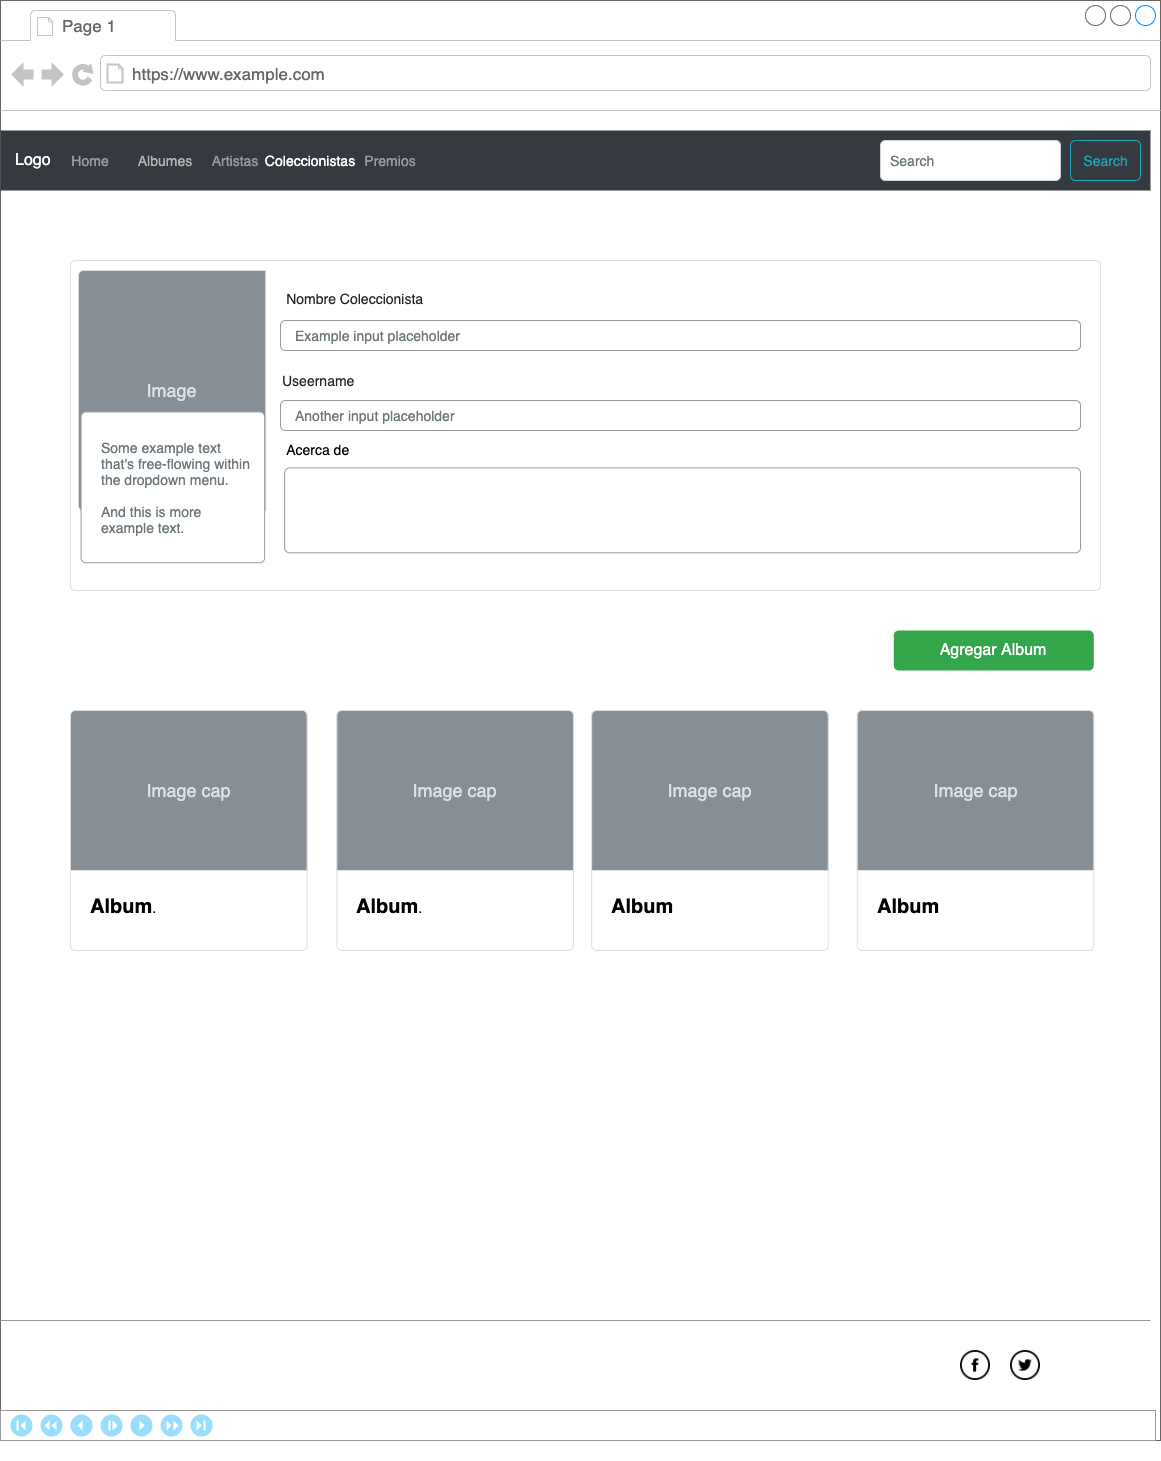 Page 1
https://www.example.com
Logo Home Albumes Artistas Coleccionistas Premios Search Search
Image
Some example text
that's free-flowing within
the dropdown menu.
And this is more
example text.
Nombre Coleccionista
Example input placeholder
Useername
Another input placeholder
Acerca de
Agregar Album
Image cap Image cap Image cap Image cap
Album. Album. Album Album